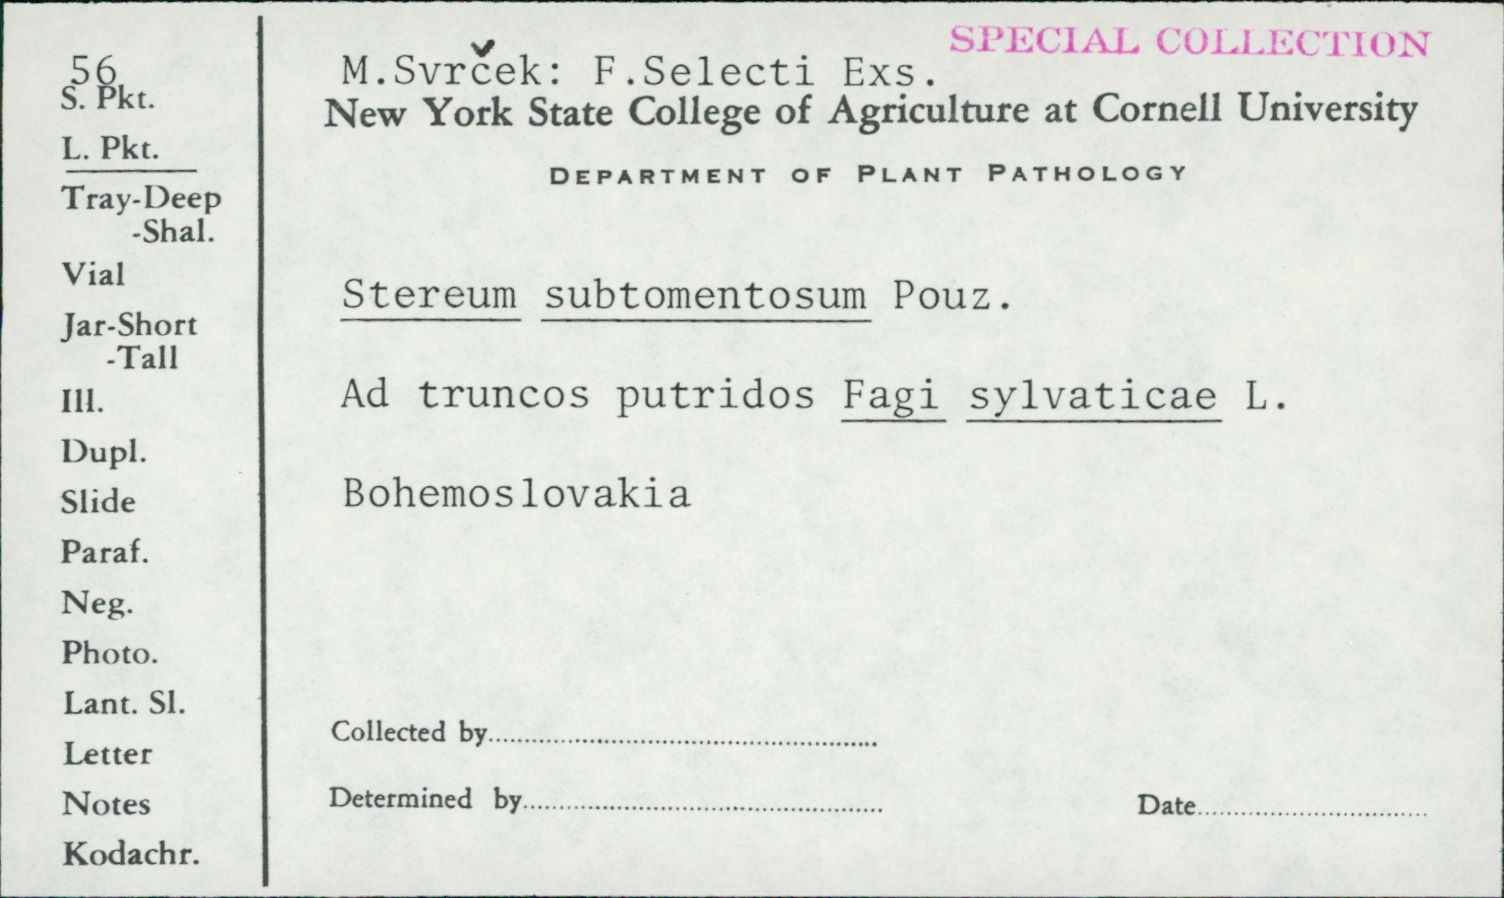 SPECIAL COLLECTION
56
M.Svrček: F.Selecti Exs.
New York State College of Agriculture at Cornell University
DEPARTMENT OF PLANT PATHOLOGY
S. Pkt.
L. Pkt.
Tray-Deep
-Shal.
Vial
Jar-Short
-Tall
Ill.
Dupl.
Slide
Paraf.
Neg.
Photo.
Lant. Sl.
Letter
Notes
Kodachr.
Stereum subtomentosum Pouz.
Ad truncos putridos Fagi sylvaticae L.
Bohemoslovakia
Collected by
Determined by
Date